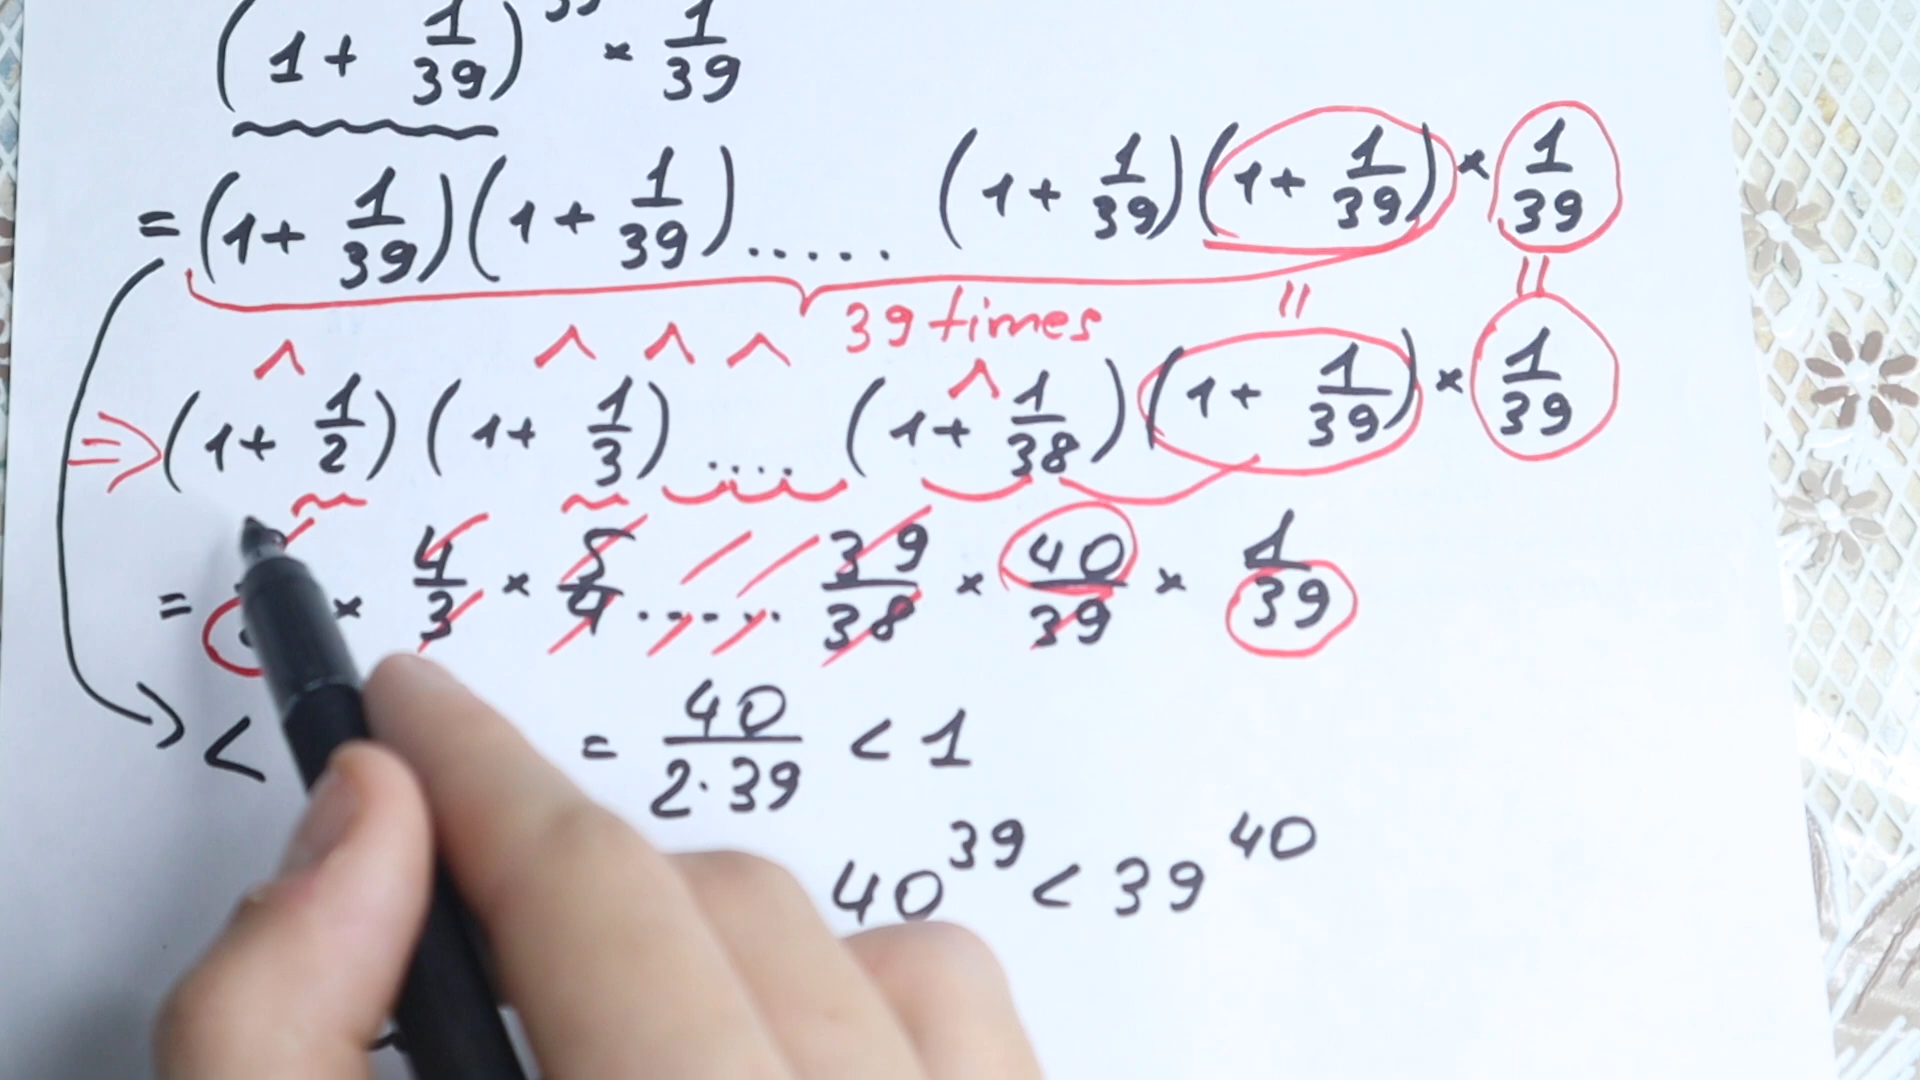 (1 + 1/39)^39 × 1/39
= (1 + 1/39)(1 + 1/39) ..... (1 + 1/39)(1 + 1/39) × 1/39
39 times
⇒ (1 + 1/2)(1 + 1/3) .... (1 + 1/38)(1 + 1/39) × 1/39
= × 4/3 × 5/4 ...... 39/38 × 40/39 × 1/39
< = 40/(2·39) < 1
40^39 < 39^40